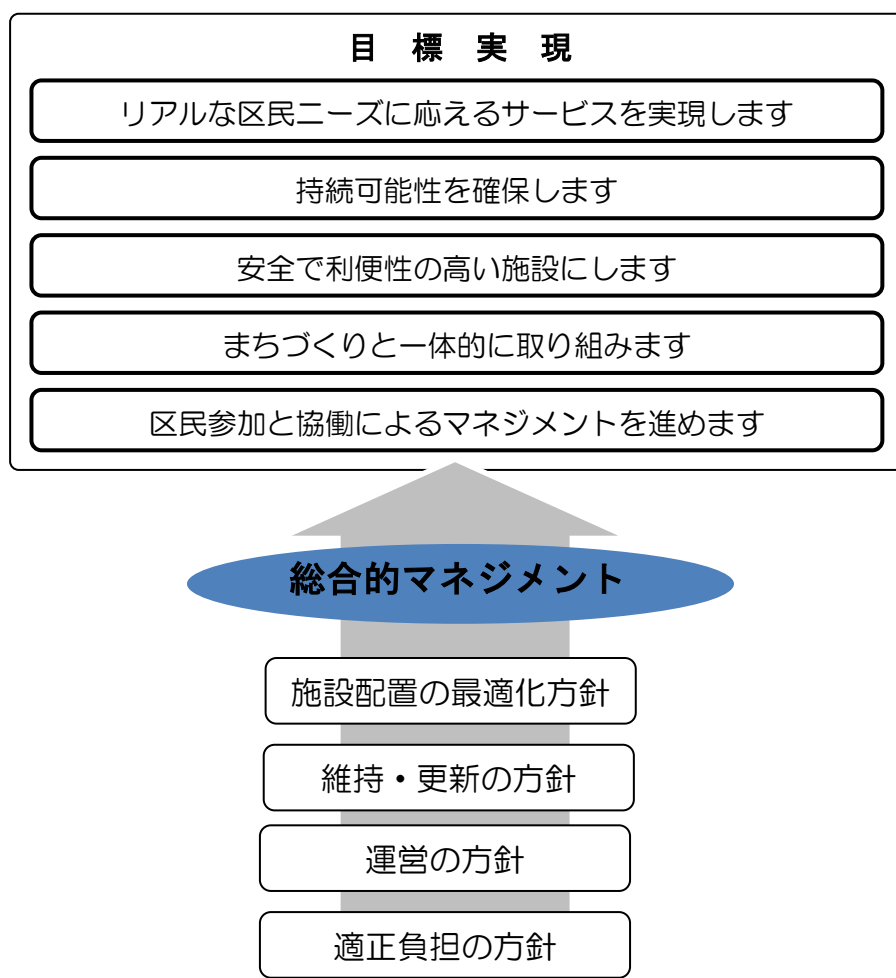 目標実現
リアルな区民ニーズに応えるサービスを実現します
持続可能性を確保します
安全で利便性の高い施設にします
まちづくりと一体的に取り組みます
区民参加と協働によるマネジメントを進めます
総合的マネジメント
施設配置の最適化方針
維持・更新の方針
運営の方針
適正負担の方針